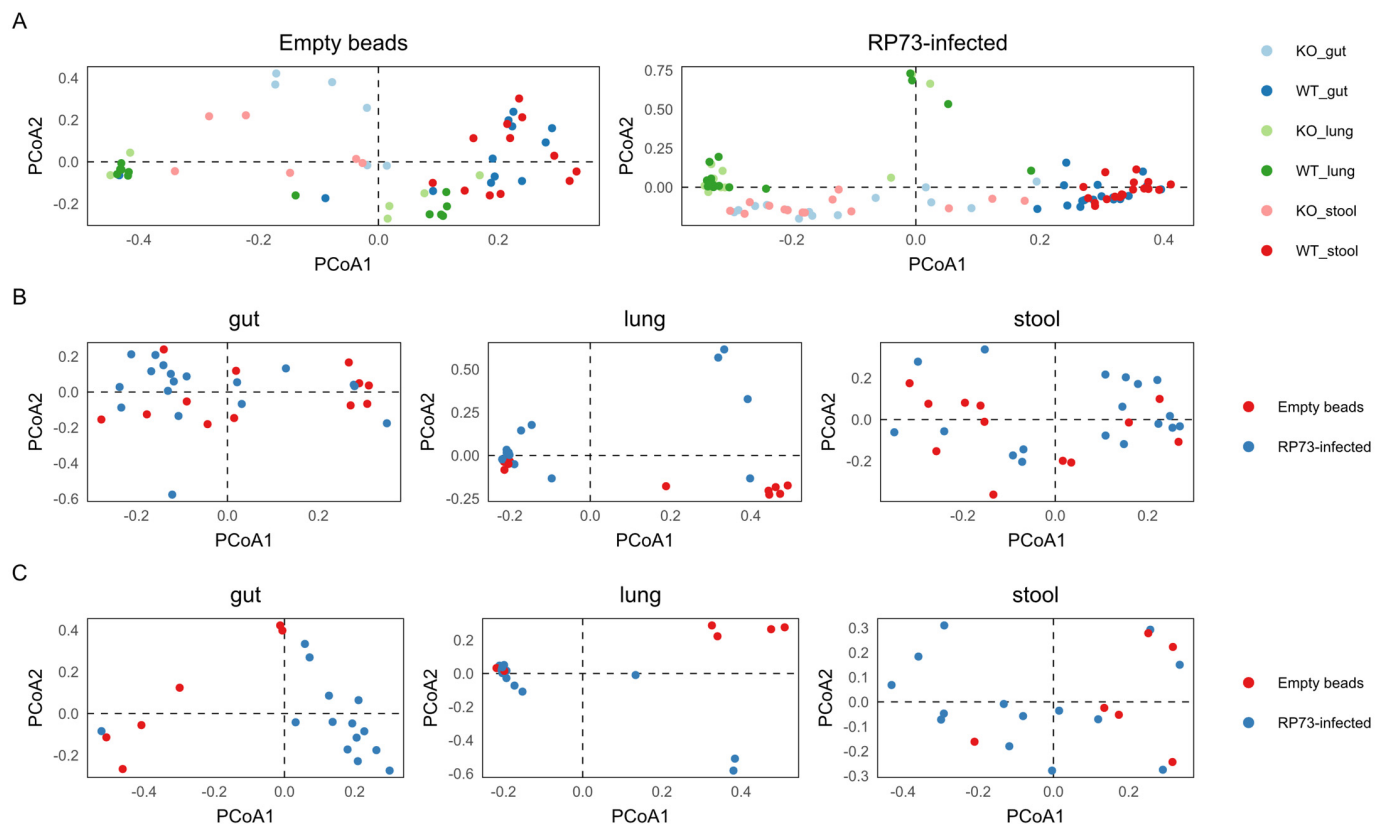 A
Empty beads
RP73-infected
PCoA2
0.4
0.2
0.0
-0.2
-0.4
-0.2
0.0
0.2
PCoA1
PCoA2
0.75
0.50
0.25
0.00
-0.2
0.0
0.2
0.4
PCoA1
KO_gut
WT_gut
KO_lung
WT_lung
KO_stool
WT_stool
B
gut
lung
stool
PCoA2
0.2
0.0
-0.2
-0.4
-0.6
-0.2
0.0
0.2
PCoA1
PCoA2
0.50
0.25
0.00
-0.25
-0.2
0.0
0.2
0.4
PCoA1
PCoA2
0.2
0.0
-0.2
-0.2
0.0
0.2
PCoA1
Empty beads
RP73-infected
C
gut
lung
stool
PCoA2
0.4
0.2
0.0
-0.2
-0.4
-0.2
0.0
0.2
PCoA1
PCoA2
0.2
0.0
-0.2
-0.4
-0.6
-0.2
0.0
0.2
0.4
PCoA1
PCoA2
0.3
0.2
0.1
0.0
-0.1
-0.2
-0.3
-0.4
-0.2
0.0
0.2
PCoA1
Empty beads
RP73-infected